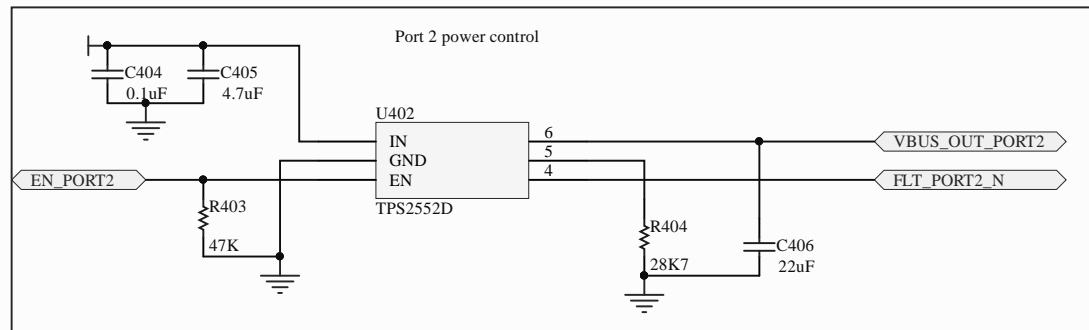 Port 2 power control
C404
0.1uF
C405
4.7uF
U402
IN
GND
EN
6
5
4
TPS2552D
VBUS_OUT_PORT2
FLT_PORT2_N
EN_PORT2
R403
47K
R404
28K7
C406
22uF